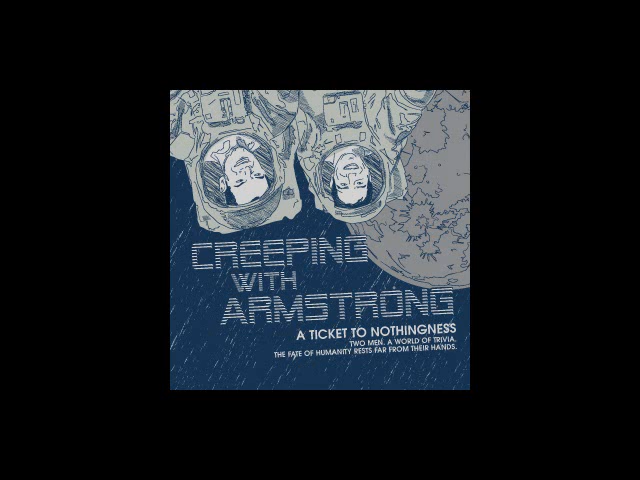 CREEPING
WITH
ARMSTRONG
A TICKET TO NOTHINGNESS
TWO MEN. A WORLD OF TRIVIA.
THE FATE OF HUMANITY RESTS FAR FROM THEIR HANDS.